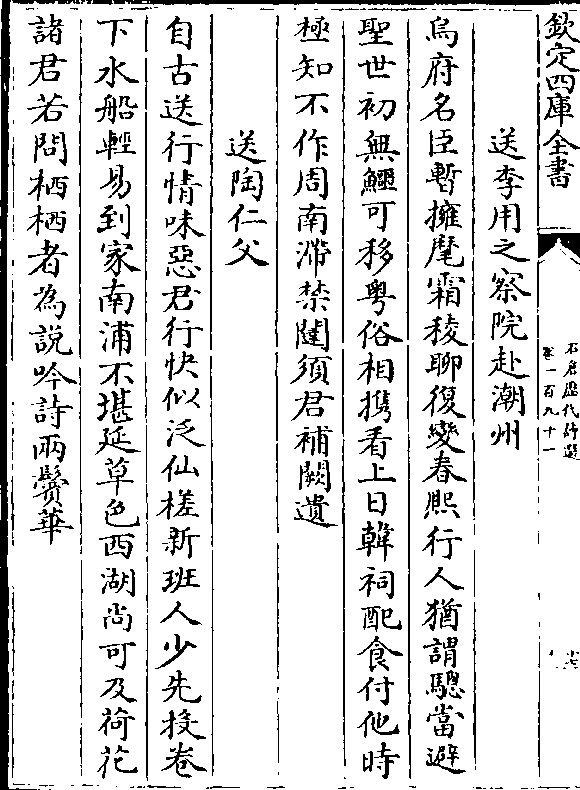 欽定四庫全書
石倉歷代詩選
卷一百九十一
送李用之察院赴潮州
烏府名臣暫擁麾霜稜聊復變春熙行人猶謂驄當避
聖世初無鱷可移粤俗相攜看上日韓祠配食付他時
極知不作周南滯禁闥須君補闕遺
送陶仁父
自古送行情味惡君行快似泛仙槎新班人少先投卷
下水船輕易到家南浦不堪延草色西湖尚可及荷花
諸君若問栖栖者為說吟詩兩鬢華